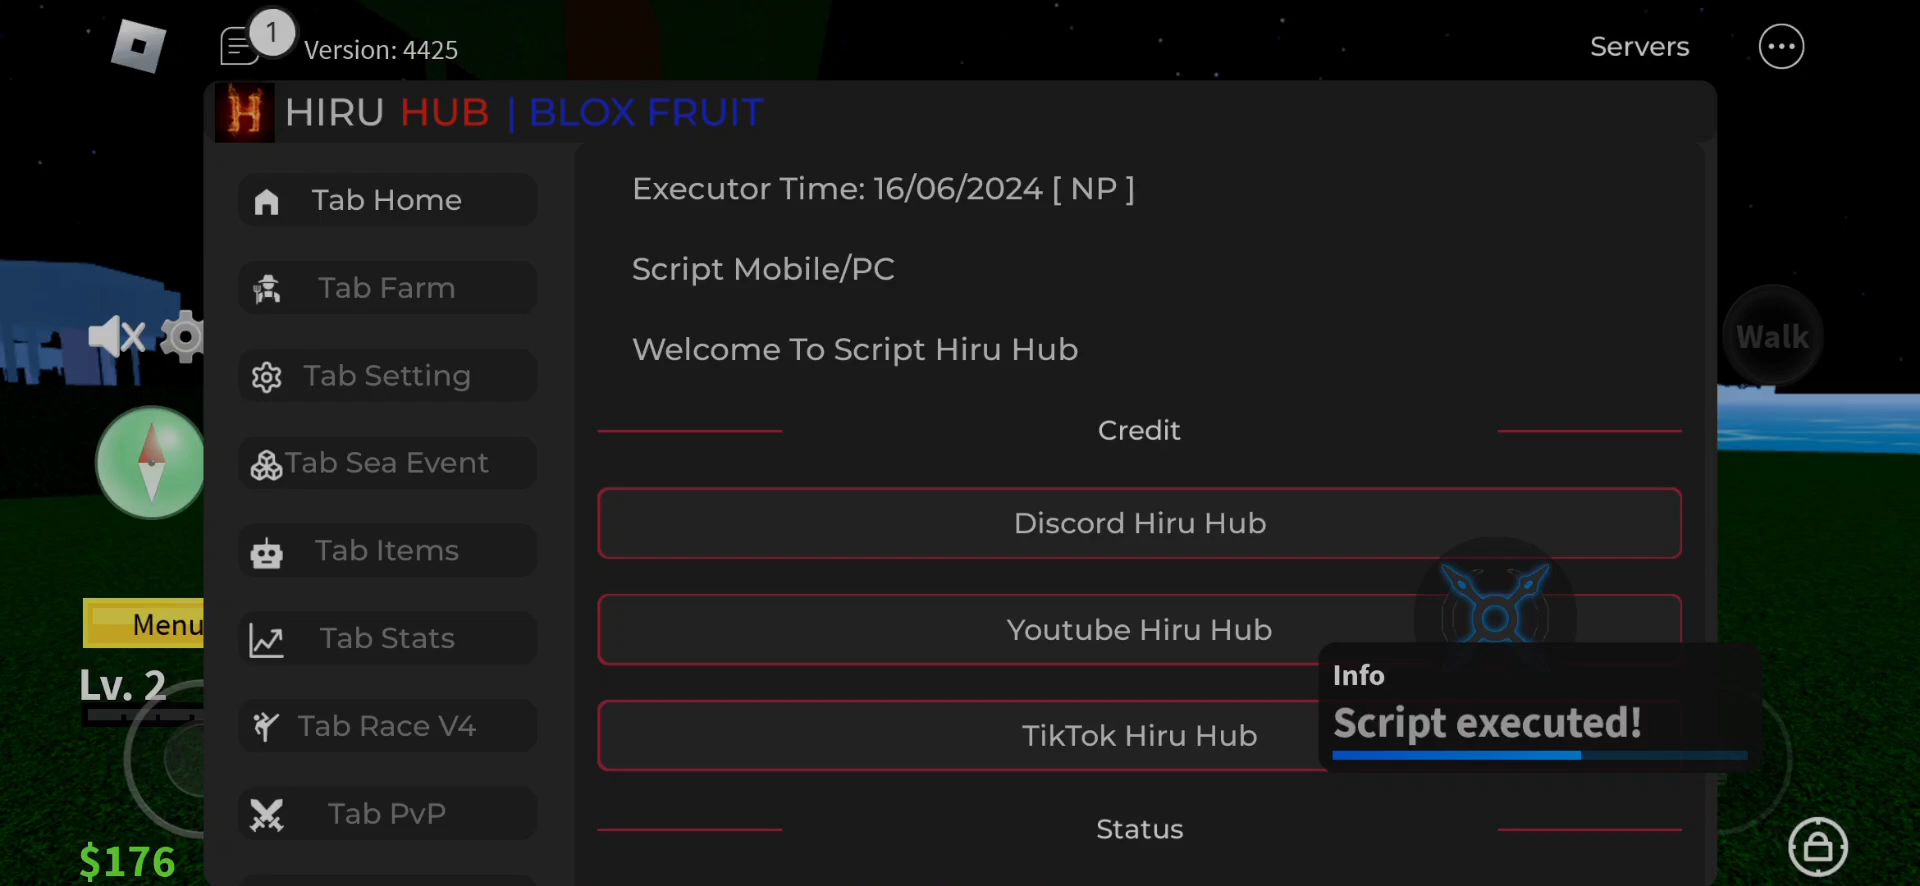 1
Version: 4425
Servers
HIRU HUB | BLOX FRUIT
Tab Home
Tab Farm
Tab Setting
Tab Sea Event
Tab Items
Tab Stats
Tab Race V4
Tab PvP
Executor Time: 16/06/2024 [ NP ]
Script Mobile/PC
Welcome To Script Hiru Hub
Credit
Discord Hiru Hub
Youtube Hiru Hub
TikTok Hiru Hub
Status
Walk
Menu
Lv. 2
$176
Info
Script executed!